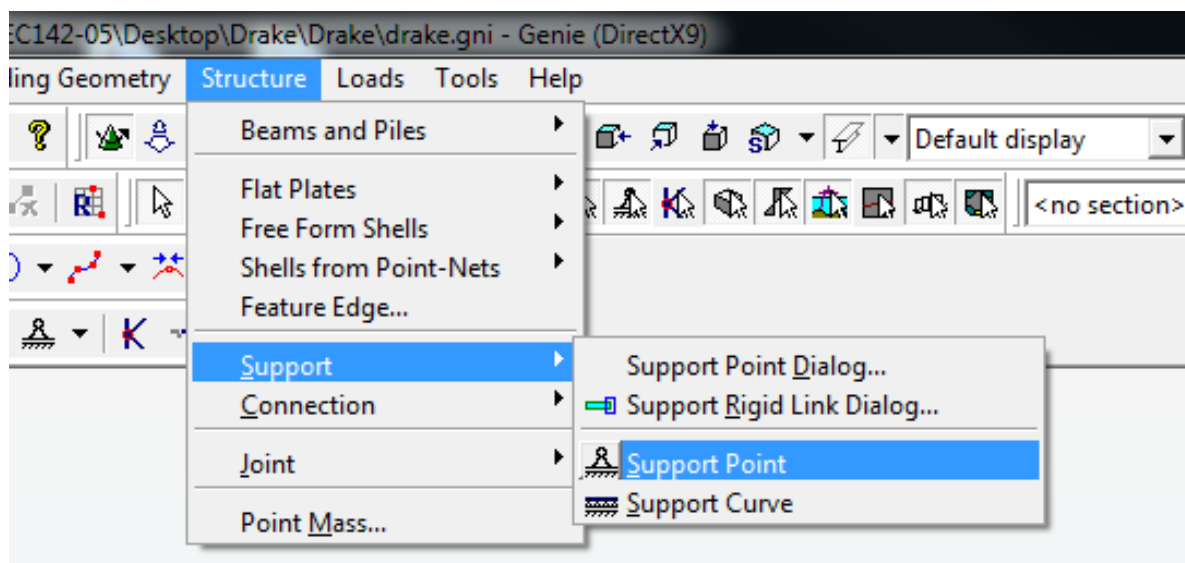 EC142-05\Desktop\Drake\Drake\drake.gni - Genie (DirectX9)
ling Geometry Structure Loads Tools Help
Default display
<no section>
Beams and Piles
Flat Plates
Free Form Shells
Shells from Point-Nets
Feature Edge...
Support
Connection
Joint
Point Mass...
Support Point Dialog...
Support Rigid Link Dialog...
Support Point
Support Curve